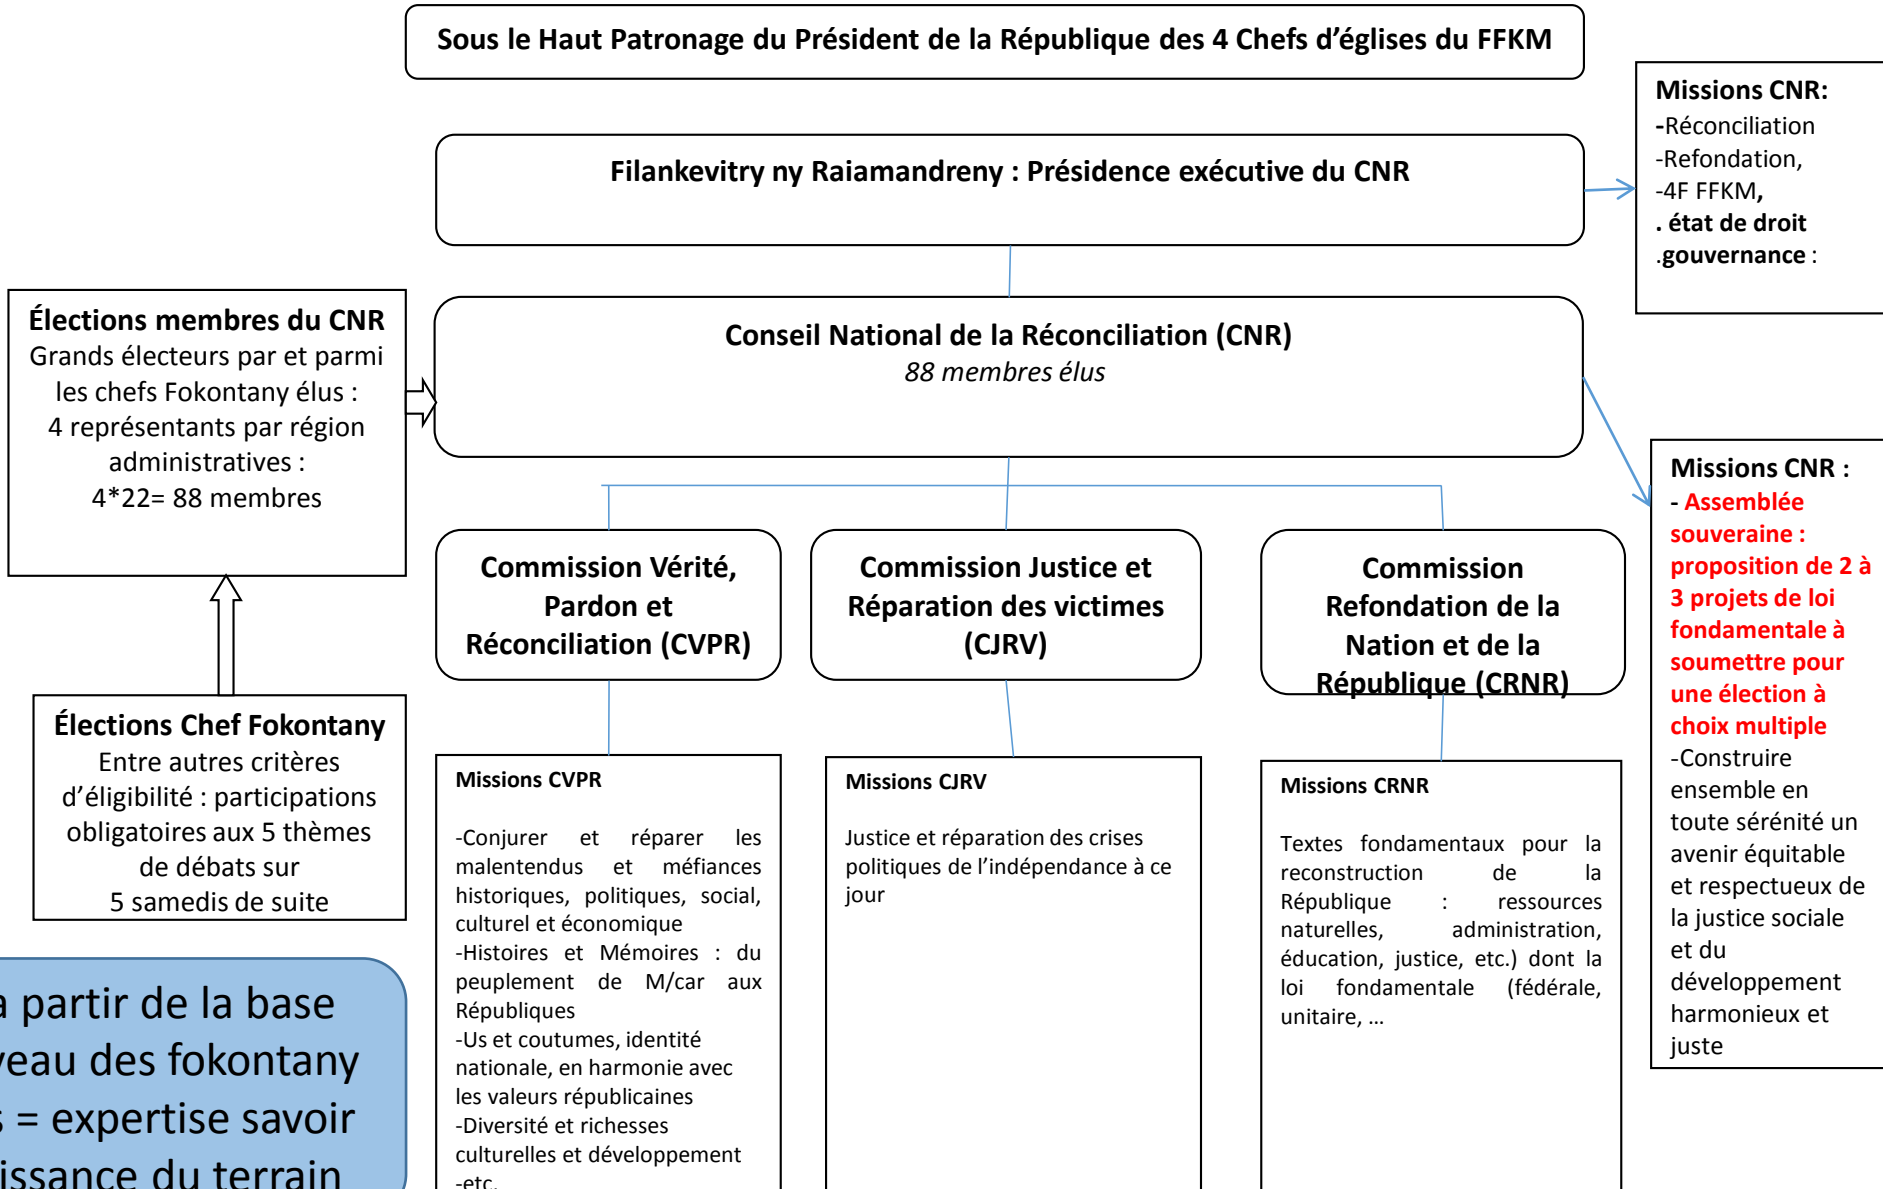 Sous le Haut Patronage du Président de la République des 4 Chefs d’églises du FFKM
Filankevitry ny Raiamandreny : Présidence exécutive du CNR
Missions CNR:
-Réconciliation
-Refondation,
-4F FFKM,
. état de droit
.gouvernance :
Élections membres du CNR
Grands électeurs par et parmi
les chefs Fokontany élus :
4 représentants par région
administratives :
4*22= 88 membres
Conseil National de la Réconciliation (CNR)
88 membres élus
Missions CNR :
- Assemblée
souveraine :
proposition de 2 à
3 projets de loi
fondamentale à
soumettre pour
une élection à
choix multiple
-Construire
ensemble en
toute sérénité un
avenir équitable
et respectueux de
la justice sociale
et du
développement
harmonieux et
juste
Commission Vérité,
Pardon et
Réconciliation (CVPR)
Commission Justice et
Réparation des victimes
(CJRV)
Commission
Refondation de la
Nation et de la
République (CRNR)
Élections Chef Fokontany
Entre autres critères
d’éligibilité : participations
obligatoires aux 5 thèmes
de débats sur
5 samedis de suite
Missions CVPR
-Conjurer et réparer les
malentendus et méfiances
historiques, politiques, social,
culturel et économique
-Histoires et Mémoires : du
peuplement de M/car aux
Républiques
-Us et coutumes, identité
nationale, en harmonie avec
les valeurs républicaines
-Diversité et richesses
culturelles et développement
-etc.
Missions CJRV
Justice et réparation des crises
politiques de l’indépendance à ce
jour
Missions CRNR
Textes fondamentaux pour la
reconstruction de la
République : ressources
naturelles, administration,
éducation, justice, etc.) dont la
loi fondamentale (fédérale,
unitaire, …
à partir de la base
des fokontany
= expertise savoir
du terrain